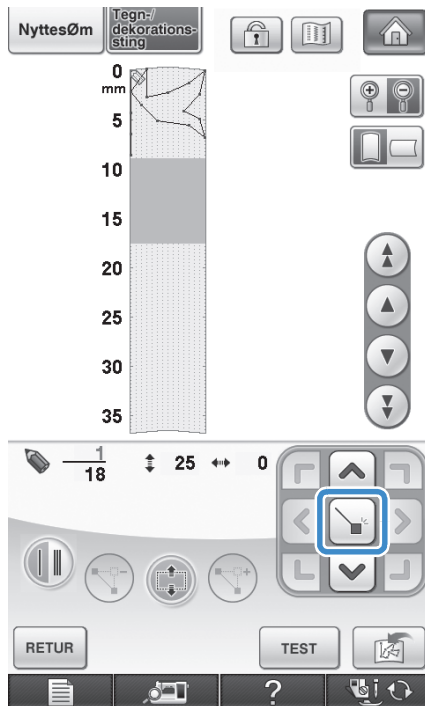 NyttesØm
Tegn-/
dekorations-
sting
0
mm
5
10
15
20
25
30
35
1
18
25
0
RETUR
TEST
?